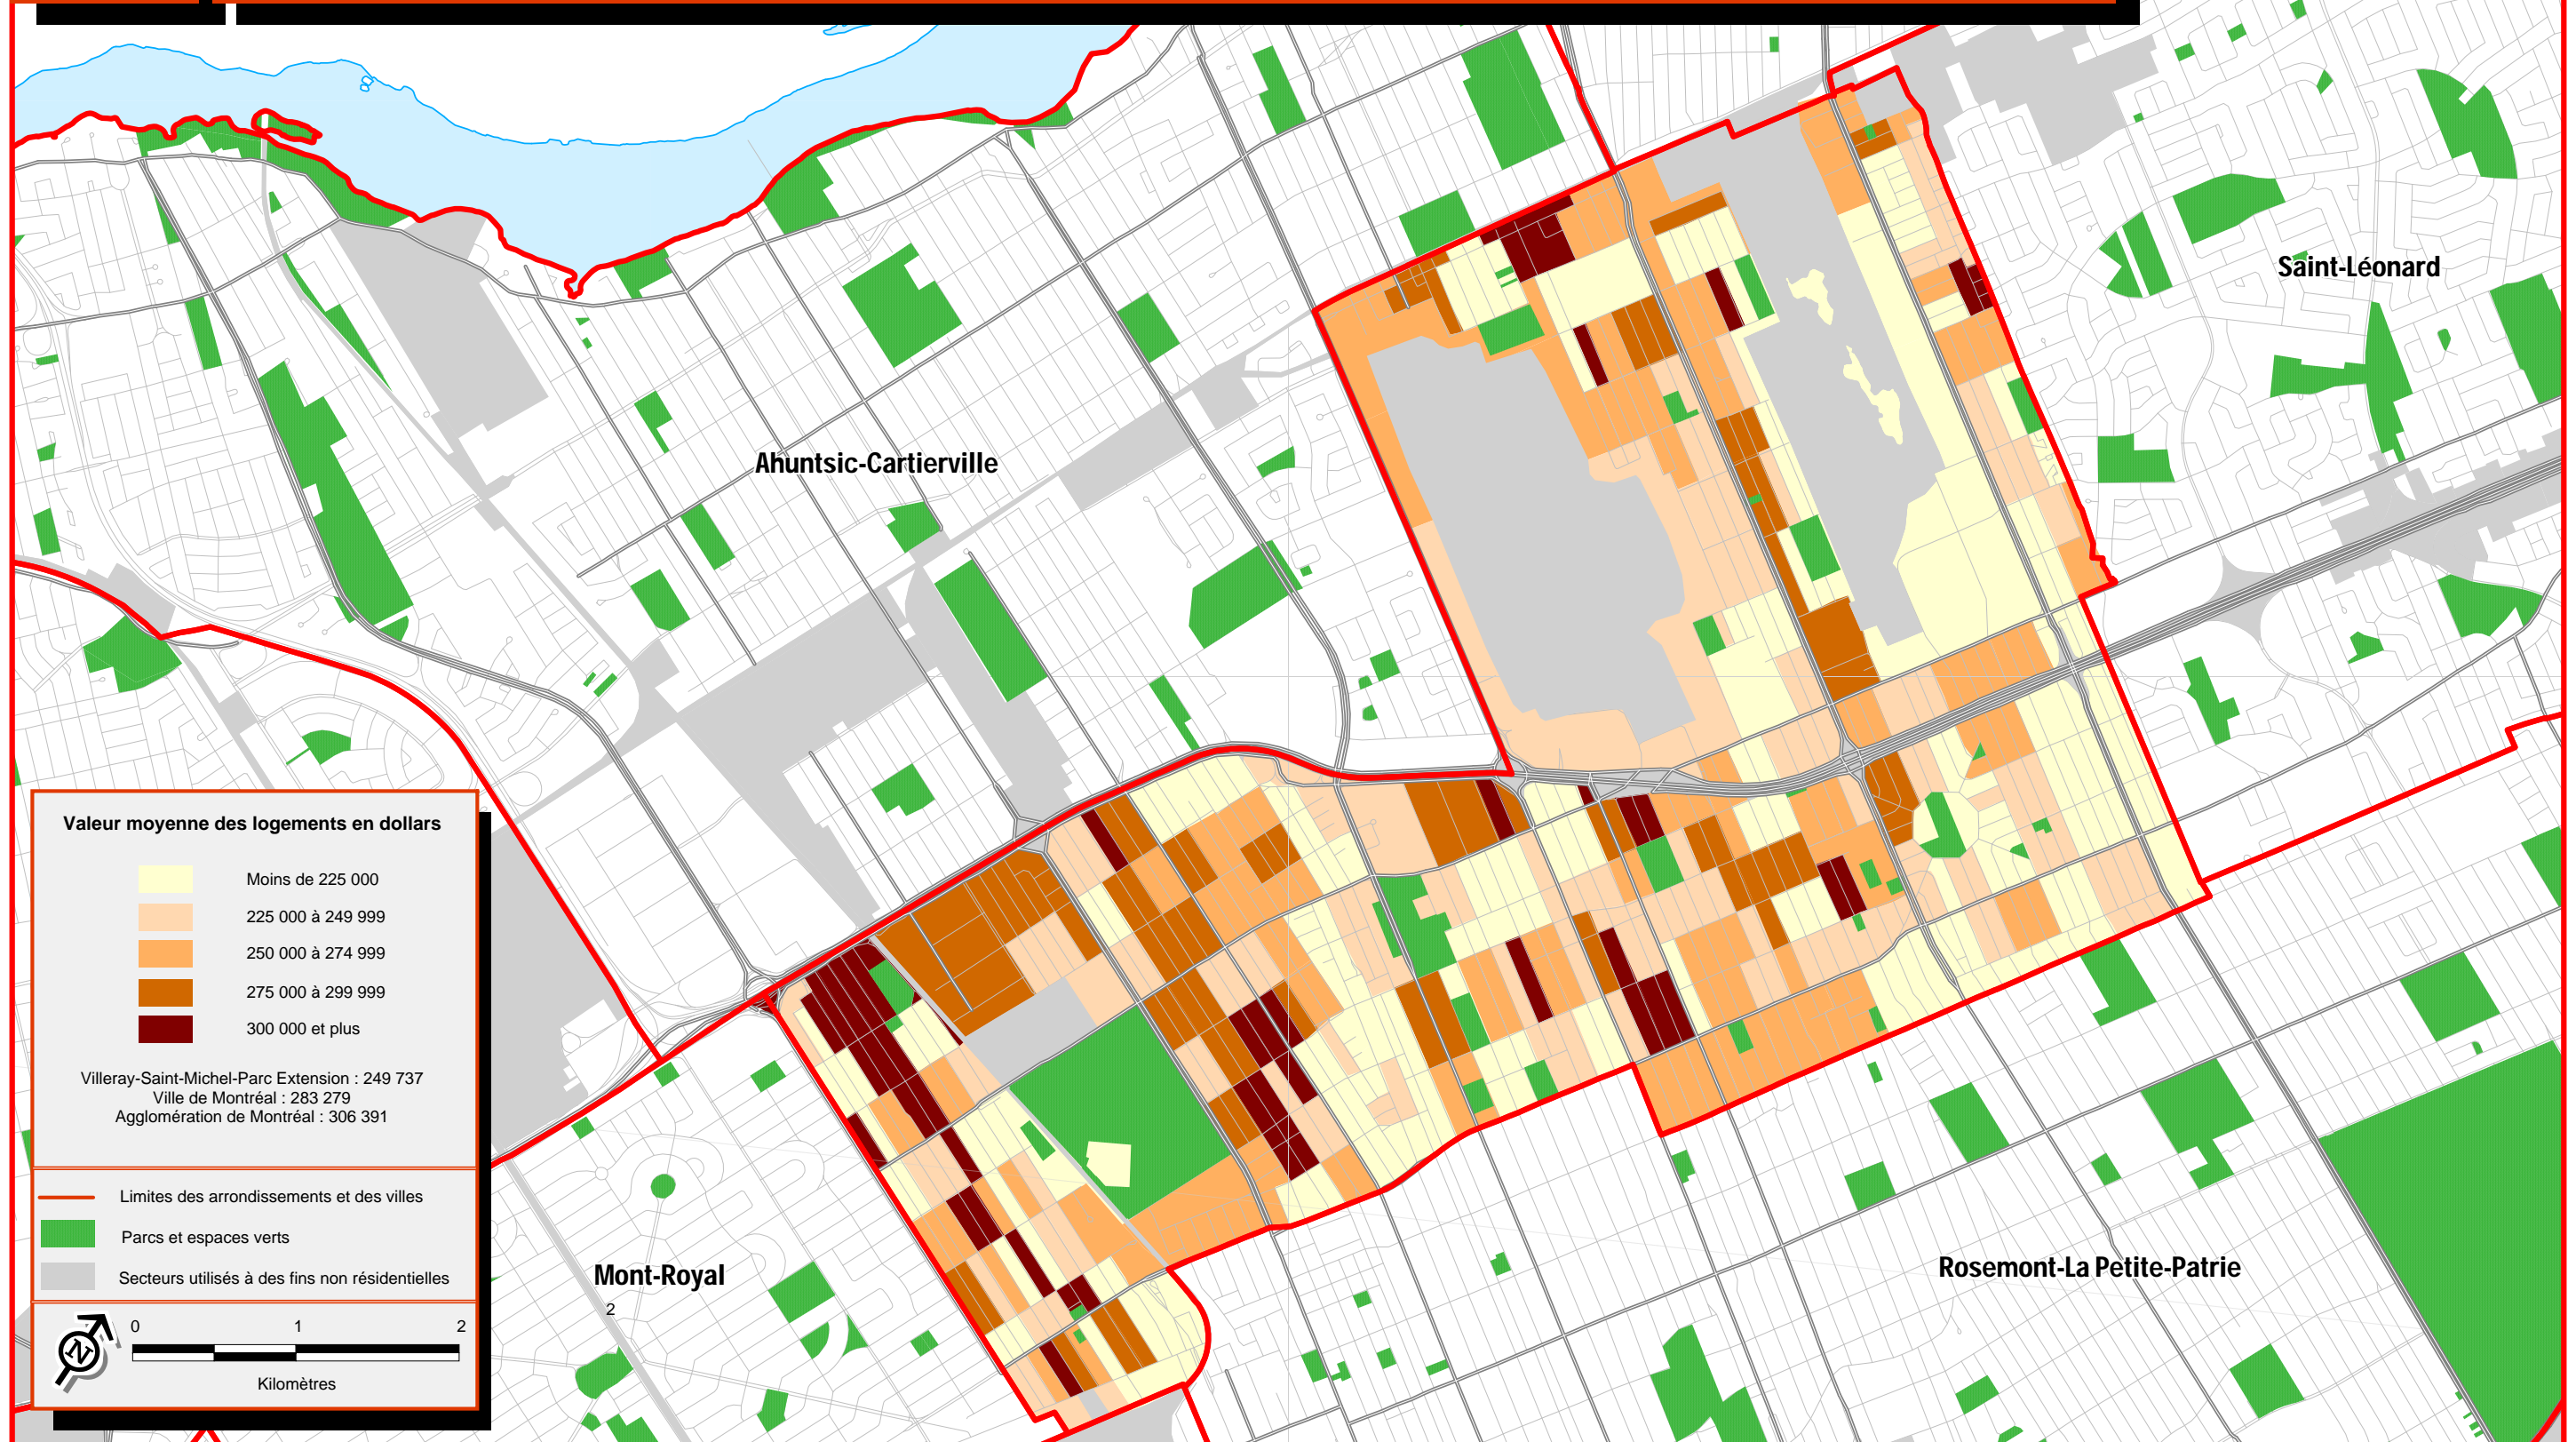 Saint-Léonard
Ahuntsic-Cartierville
Valeur moyenne des logements en dollars
Moins de 225 000
225 000 à 249 999
250 000 à 274 999
275 000 à 299 999
300 000 et plus
Villeray-Saint-Michel-Parc Extension : 249 737
Ville de Montréal : 283 279
Agglomération de Montréal : 306 391
Limites des arrondissements et des villes
Parcs et espaces verts
Secteurs utilisés à des fins non résidentielles
N
0 1 2
Kilomètres
Mont-Royal
2
Rosemont-La Petite-Patrie